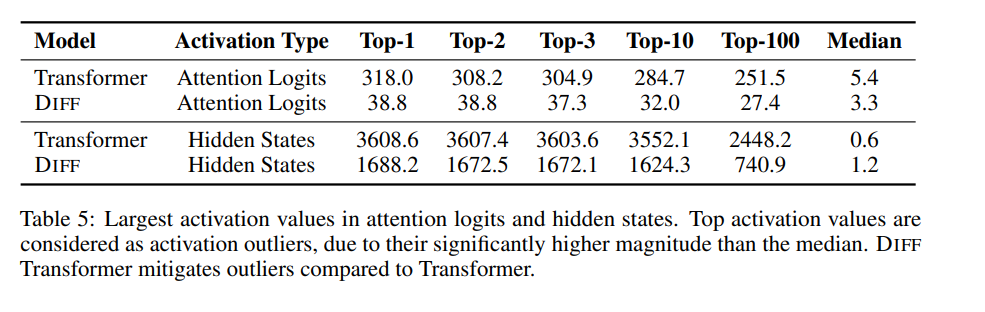 Model Activation Type Top-1 Top-2 Top-3 Top-10 Top-100 Median
Transformer Attention Logits 318.0 308.2 304.9 284.7 251.5 5.4
DIFF Attention Logits 38.8 38.8 37.3 32.0 27.4 3.3
Transformer Hidden States 3608.6 3607.4 3603.6 3552.1 2448.2 0.6
DIFF Hidden States 1688.2 1672.5 1672.1 1624.3 740.9 1.2
Table 5: Largest activation values in attention logits and hidden states. Top activation values are
considered as activation outliers, due to their significantly higher magnitude than the median. DIFF
Transformer mitigates outliers compared to Transformer.